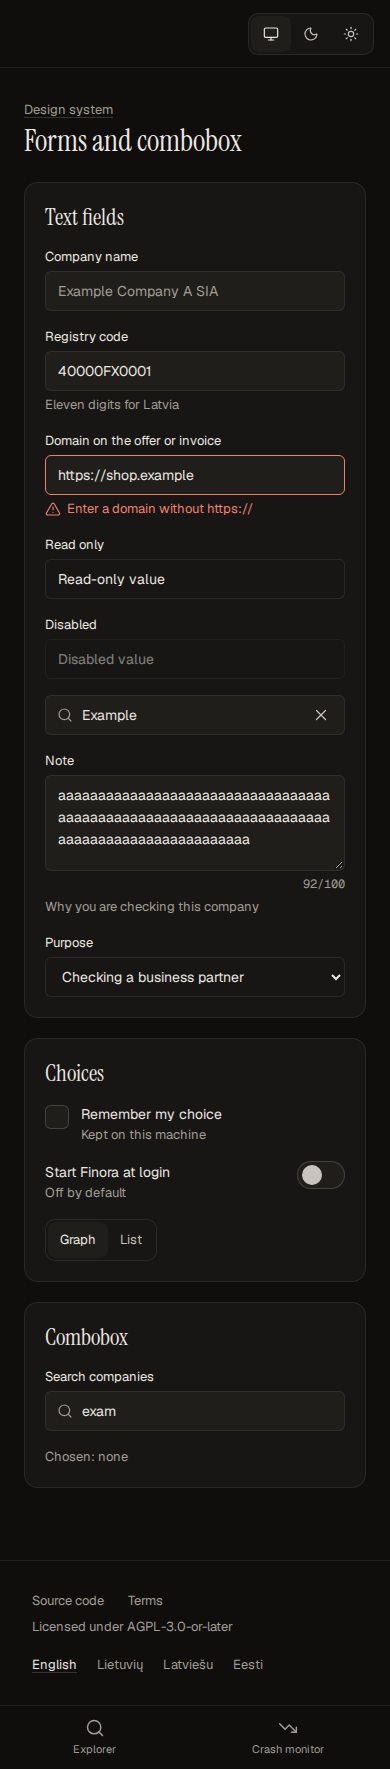 Design system
Forms and combobox
Text fields
Company name
Example Company A SIA
Registry code
40000FX0001
Eleven digits for Latvia
Domain on the offer or invoice
https://shop.example
Enter a domain without https://
Read only
Read-only value
Disabled
Disabled value
Example
Note
aaaaaaaaaaaaaaaaaaaaaaaaaaaaaaaaaa
aaaaaaaaaaaaaaaaaaaaaaaaaaaaaaaaaa
aaaaaaaaaaaaaaaaaaaaaaaa
92/100
Why you are checking this company
Purpose
Checking a business partner
Choices
Remember my choice
Kept on this machine
Start Finora at login
Off by default
Graph List
Combobox
Search companies
exam
Chosen: none
Source code Terms
Licensed under AGPL-3.0-or-later
English Lietuvių Latviešu Eesti
Explorer Crash monitor